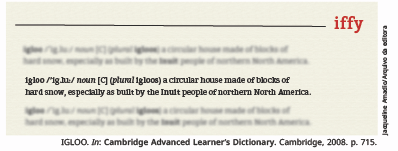 iffy
igloo /'ɪg.luː/ noun [C] (plural igloos) a circular house made of blocks of
hard snow, especially as built by the Inuit people of northern North America.
igloo /'ɪg.luː/ noun [C] (plural igloos) a circular house made of blocks of
hard snow, especially as built by the Inuit people of northern North America.
igloo /'ɪg.luː/ noun [C] (plural igloos) a circular house made of blocks of
hard snow, especially as built by the Inuit people of northern North America.
Jacqueline Amadio/Arquivo da editora
IGLOO. In: Cambridge Advanced Learner's Dictionary. Cambridge, 2008. p. 715.